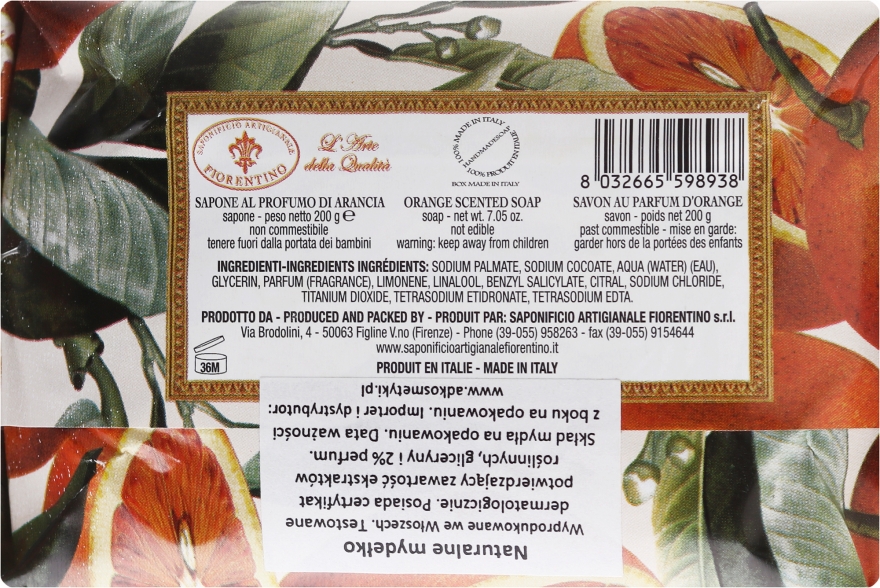 SAPONIFICIO ARTIGIANALE
FIORENTINO
L'Arte
della Qualità
100% MADE IN ITALY
HANDMADESOAP
100% PRODUIT EN ITALIE
BOX MADE IN ITALY
8 032665 598938
SAPONE AL PROFUMO DI ARANCIA
sapone - peso netto 200 g ℮
non commestibile
tenere fuori dalla portata dei bambini
ORANGE SCENTED SOAP
soap - net wt. 7.05 oz.
not edible
warning: keep away from children
SAVON AU PARFUM D'ORANGE
savon - poids net 200 g
past commestible - mise en garde:
garder hors de la portées des enfants
INGREDIENTI-INGREDIENTS INGRÉDIENTS: SODIUM PALMATE, SODIUM COCOATE, AQUA (WATER) (EAU),
GLYCERIN, PARFUM (FRAGRANCE), LIMONENE, LINALOOL, BENZYL SALICYLATE, CITRAL, SODIUM CHLORIDE,
TITANIUM DIOXIDE, TETRASODIUM ETIDRONATE, TETRASODIUM EDTA.
PRODOTTO DA - PRODUCED AND PACKED BY - PRODUIT PAR: SAPONIFICIO ARTIGIANALE FIORENTINO s.r.l.
Via Brodolini, 4 - 50063 Figline V.no (Firenze) - Phone (39-055) 958263 - fax (39-055) 9154644
www.saponificioartigianalefiorentino.it
36M
PRODUIT EN ITALIE - MADE IN ITALY
Naturalne mydełko
Wyprodukowane we Włoszech. Testowane
dermatologicznie. Posiada certyfikat
potwierdzający zawartość ekstraktów
roślinnych, gliceryny i 2% perfum.
Skład mydła na opakowaniu. Data ważności
z boku na opakowaniu. Importer i dystrybutor:
www.adkosmetyki.pl